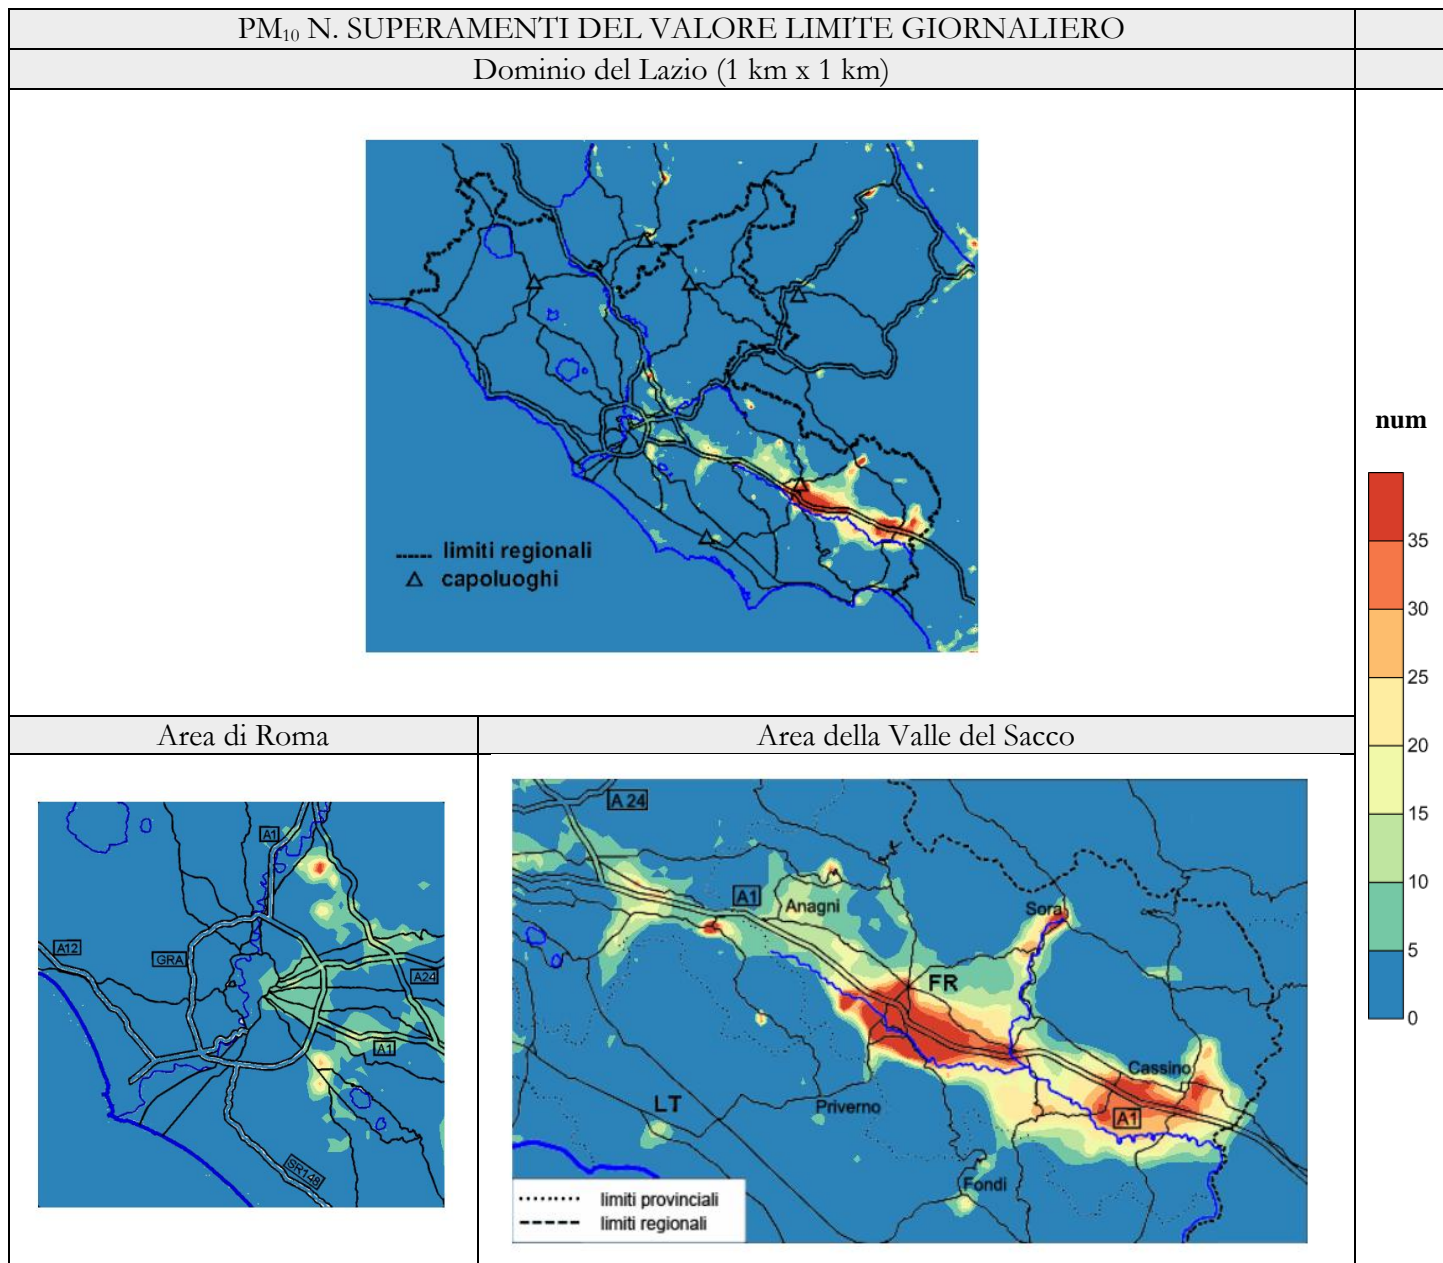 PM₁₀ N. SUPERAMENTI DEL VALORE LIMITE GIORNALIERO
Dominio del Lazio (1 km x 1 km)
limiti regionali
capoluoghi
num
35
30
25
20
15
10
5
0
Area di Roma
Area della Valle del Sacco
A1
A12
GRA
A24
A1
SR148
A 24
A1
Anagni
Sora
FR
Cassino
LT
Priverno
A1
Fondi
limiti provinciali
limiti regionali